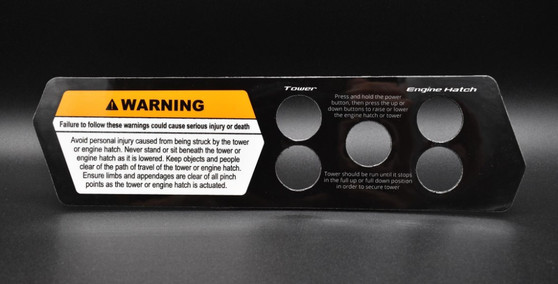 WARNING
Failure to follow these warnings could cause serious injury or death
Avoid personal injury caused from being struck by the tower
or engine hatch. Never stand or sit beneath the tower or
engine hatch as it is lowered. Keep objects and people
clear of the path of travel of the tower or engine hatch.
Ensure limbs and appendages are clear of all pinch
points as the tower or engine hatch is actuated.
Tower
Press and hold the power
button, then press the up or
down buttons to raise or lower
the engine hatch or tower
Engine Hatch
Tower should be run until it stops
in the full up or full down position
in order to secure tower